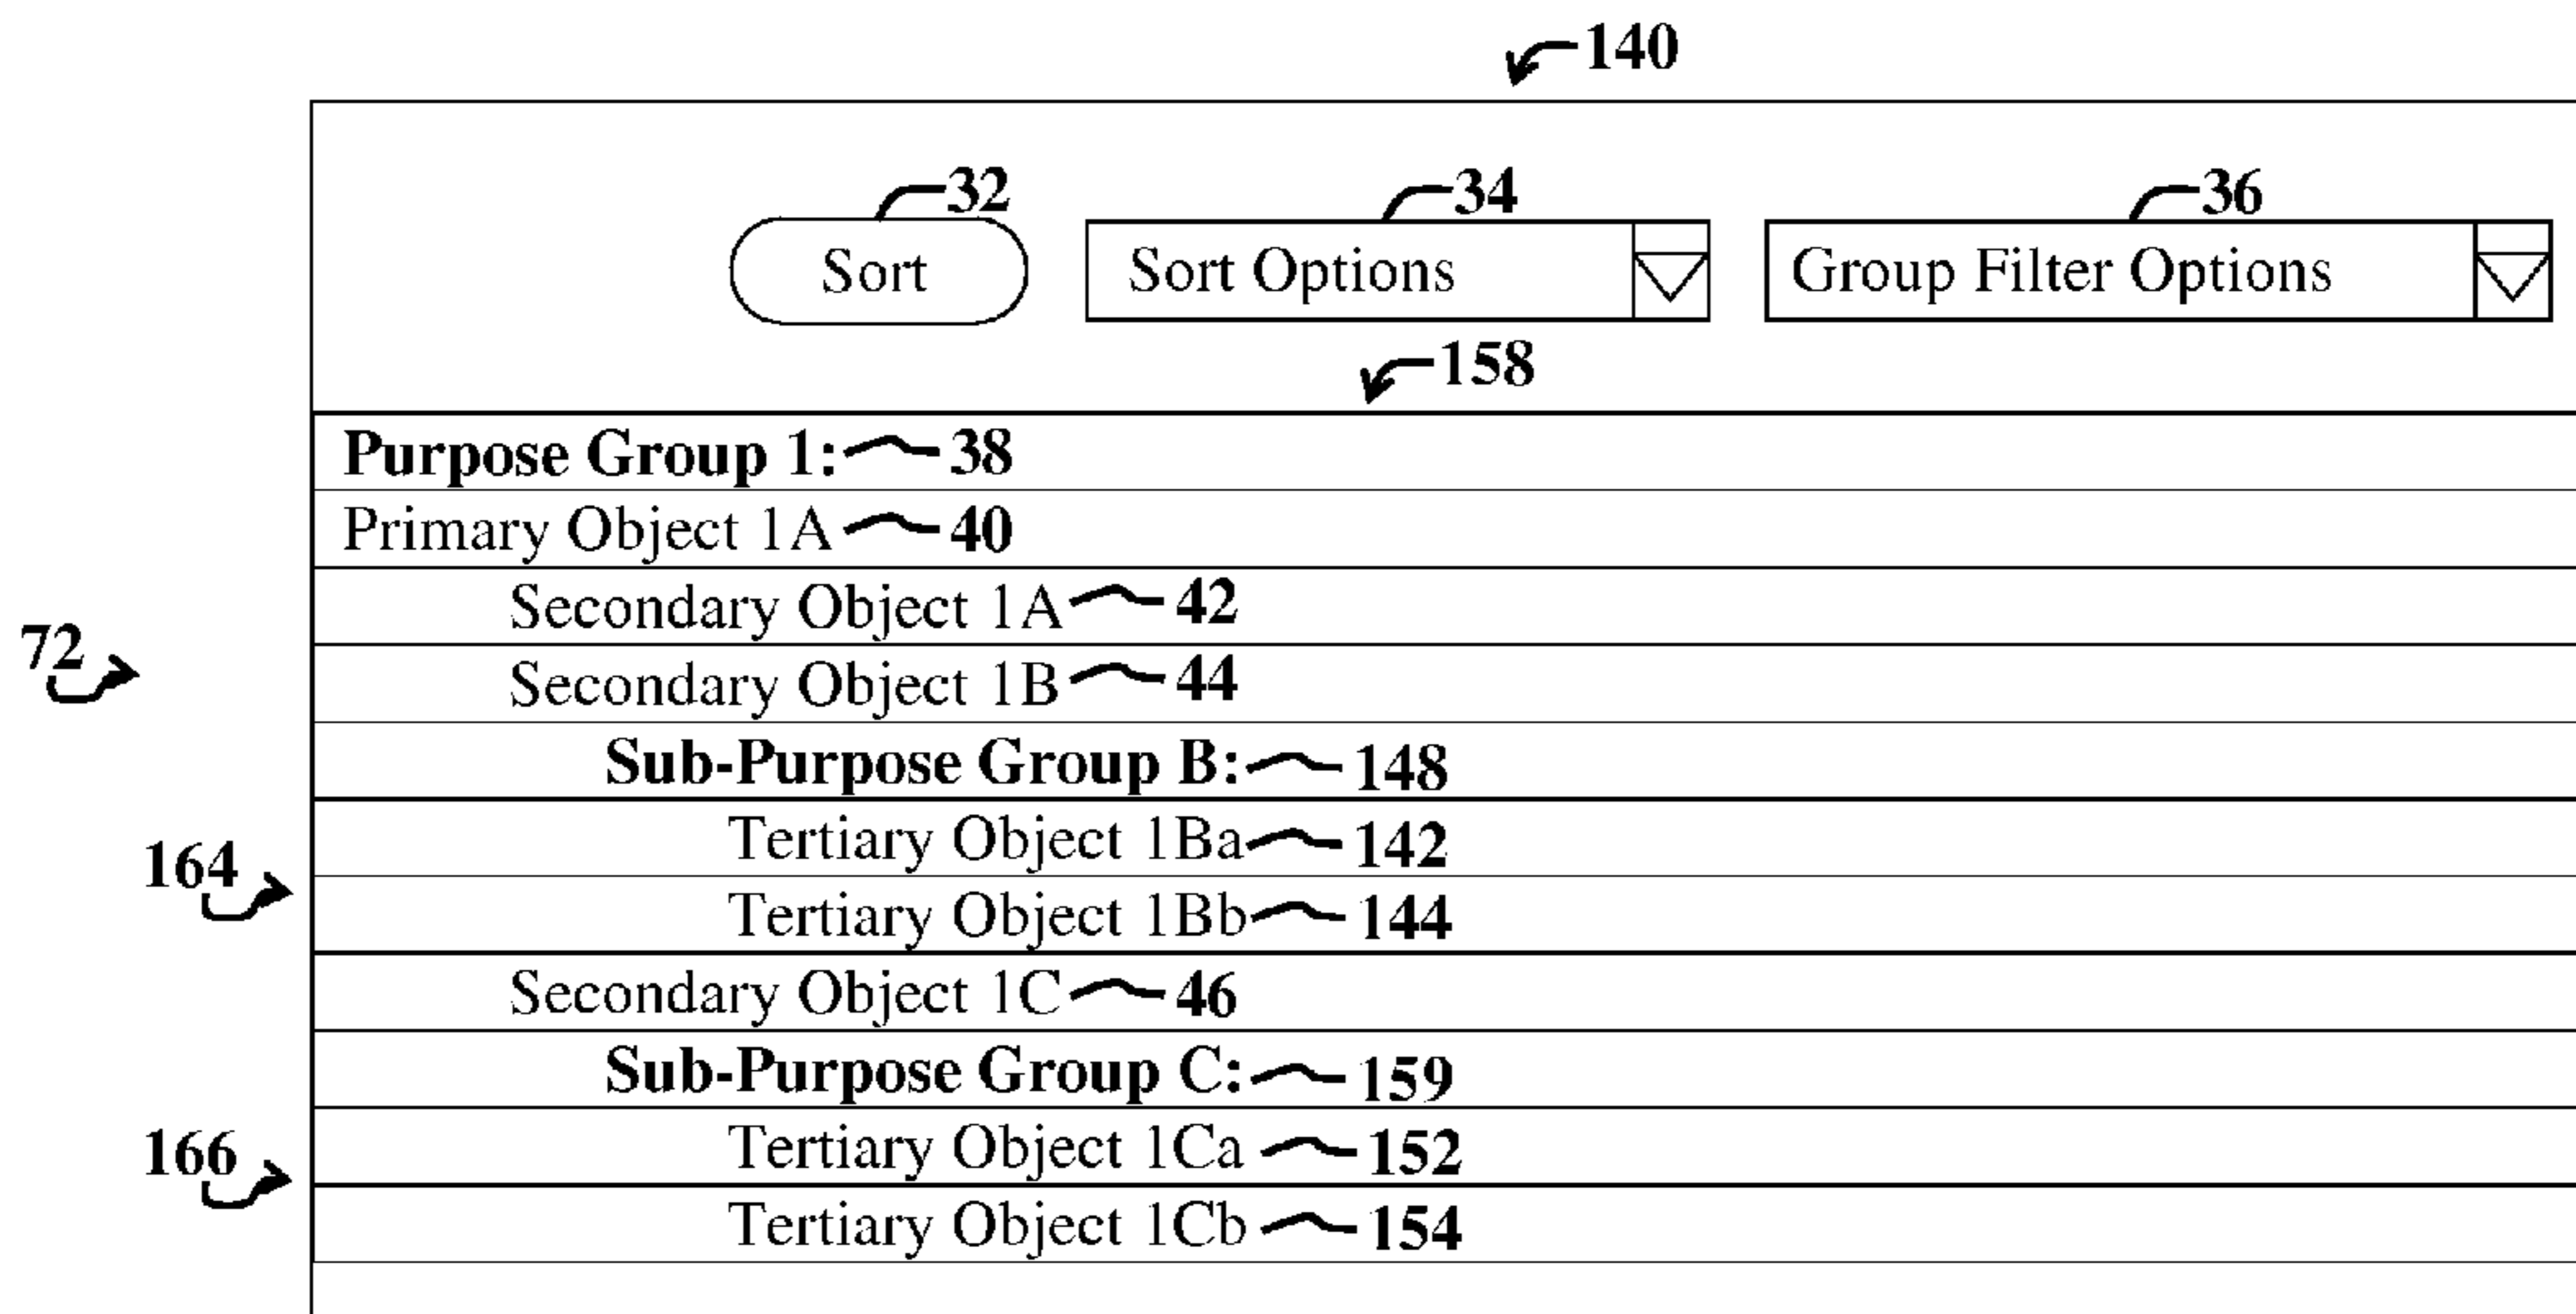 140
32 34 36
Sort Sort Options Group Filter Options
158
Purpose Group 1: 38
Primary Object 1A 40
Secondary Object 1A 42
72
Secondary Object 1B 44
Sub-Purpose Group B: 148
Tertiary Object 1Ba 142
164
Tertiary Object 1Bb 144
Secondary Object 1C 46
Sub-Purpose Group C: 159
166 Tertiary Object 1Ca 152
Tertiary Object 1Cb 154